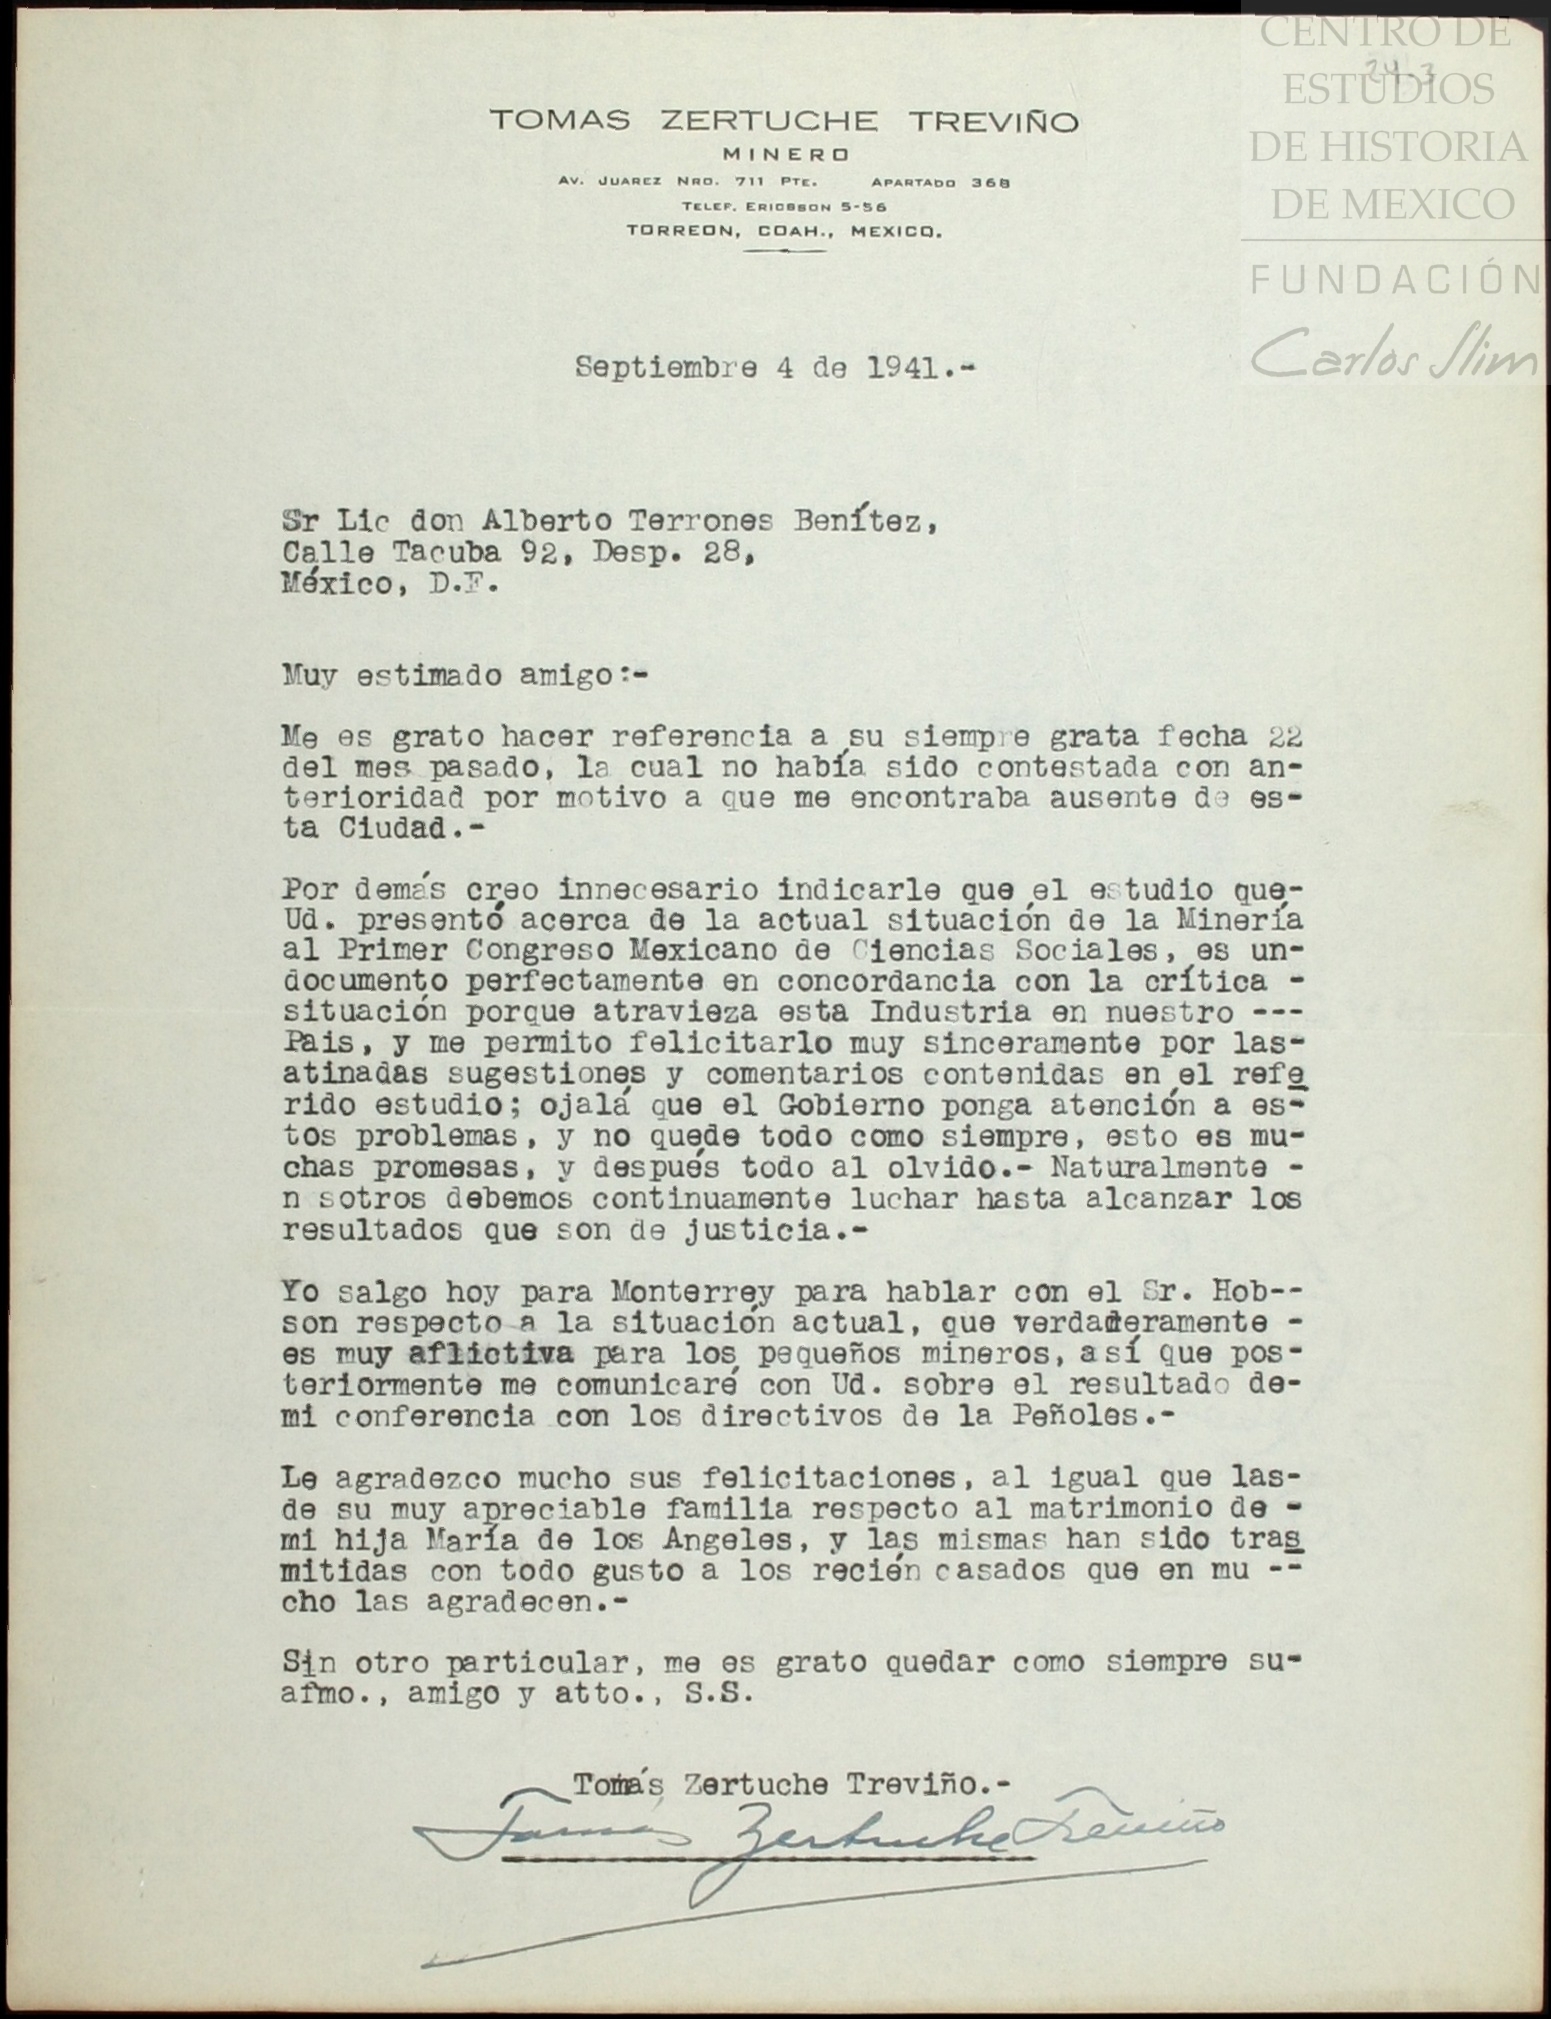 CENTRO DE
ESTUDIOS
DE HISTORIA
DE MEXICO
FUNDACIÓN
Carlos Slim
24-3
TOMAS ZERTUCHE TREVIÑO
MINERO
AV. JUAREZ NRO. 711 PTE. APARTADO 368
TELEF. ERICSSON 5-56
TORREON, COAH., MEXICO.
Septiembre 4 de 1941.-
Sr Lic don Alberto Terrones Benítez,
Calle Tacuba 92, Desp. 28,
México, D.F.
Muy estimado amigo:-
Me es grato hacer referencia a su siempre grata fecha 22
del mes pasado, la cual no había sido contestada con an-
terioridad por motivo a que me encontraba ausente de es-
ta Ciudad.-
Por demás creo innecesario indicarle que el estudio que-
Ud. presentó acerca de la actual situación de la Minería
al Primer Congreso Mexicano de Ciencias Sociales, es un-
documento perfectamente en concordancia con la crítica -
situación porque atravieza esta Industria en nuestro ---
Pais, y me permito felicitarlo muy sinceramente por las-
atinadas sugestiones y comentarios contenidas en el refe
rido estudio; ojalá que el Gobierno ponga atención a es-
tos problemas, y no quede todo como siempre, esto es mu-
chas promesas, y después todo al olvido.- Naturalmente -
n sotros debemos continuamente luchar hasta alcanzar los
resultados que son de justicia.-
Yo salgo hoy para Monterrey para hablar con el Sr. Hob--
son respecto a la situación actual, que verdaderamente -
es muy aflictiva para los pequeños mineros, así que pos-
teriormente me comunicaré con Ud. sobre el resultado de-
mi conferencia con los directivos de la Peñoles.-
Le agradezco mucho sus felicitaciones, al igual que las-
de su muy apreciable familia respecto al matrimonio de -
mi hija María de los Angeles, y las mismas han sido tras
mitidas con todo gusto a los recién casados que en mu --
cho las agradecen.-
Sin otro particular, me es grato quedar como siempre su-
afmo., amigo y atto., S.S.
Tomás Zertuche Treviño.-
Tomás Zertuche Treviño